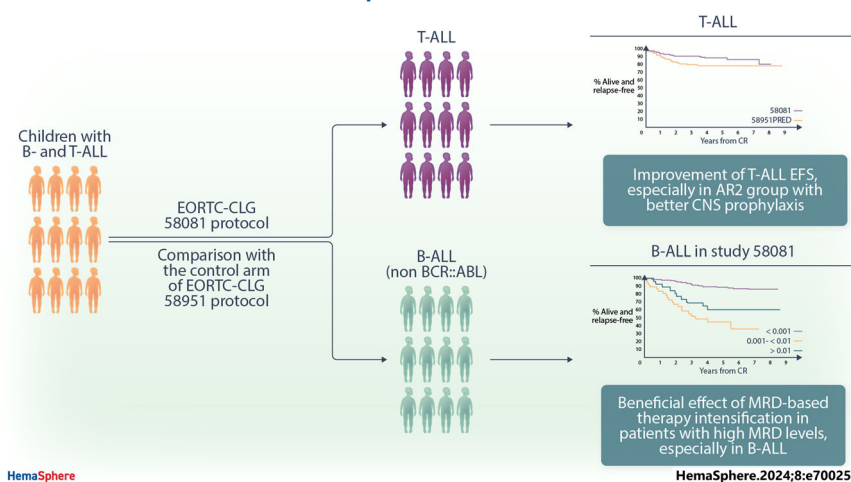 T-ALL
T-ALL
Children with
B- and T-ALL
EORTC-CLG
58081 protocol
Comparison with
the control arm
of EORTC-CLG
58951 protocol
B-ALL
(non BCR::ABL)
% Alive and
relapse-free
100
90
80
70
60
50
40
30
20
10
0 1 2 3 4 5 6 7 8 9
Years from CR
58081
58951PRED
Improvement of T-ALL EFS,
especially in AR2 group with
better CNS prophylaxis
B-ALL in study 58081
% Alive and
relapse-free
100
90
80
70
60
50
40
30
20
10
0 1 2 3 4 5 6 7 8 9
Years from CR
< 0.001
0.001- < 0.01
> 0.01
Beneficial effect of MRD-based
therapy intensification in
patients with high MRD levels,
especially in B-ALL
HemaSphere
HemaSphere.2024;8:e70025